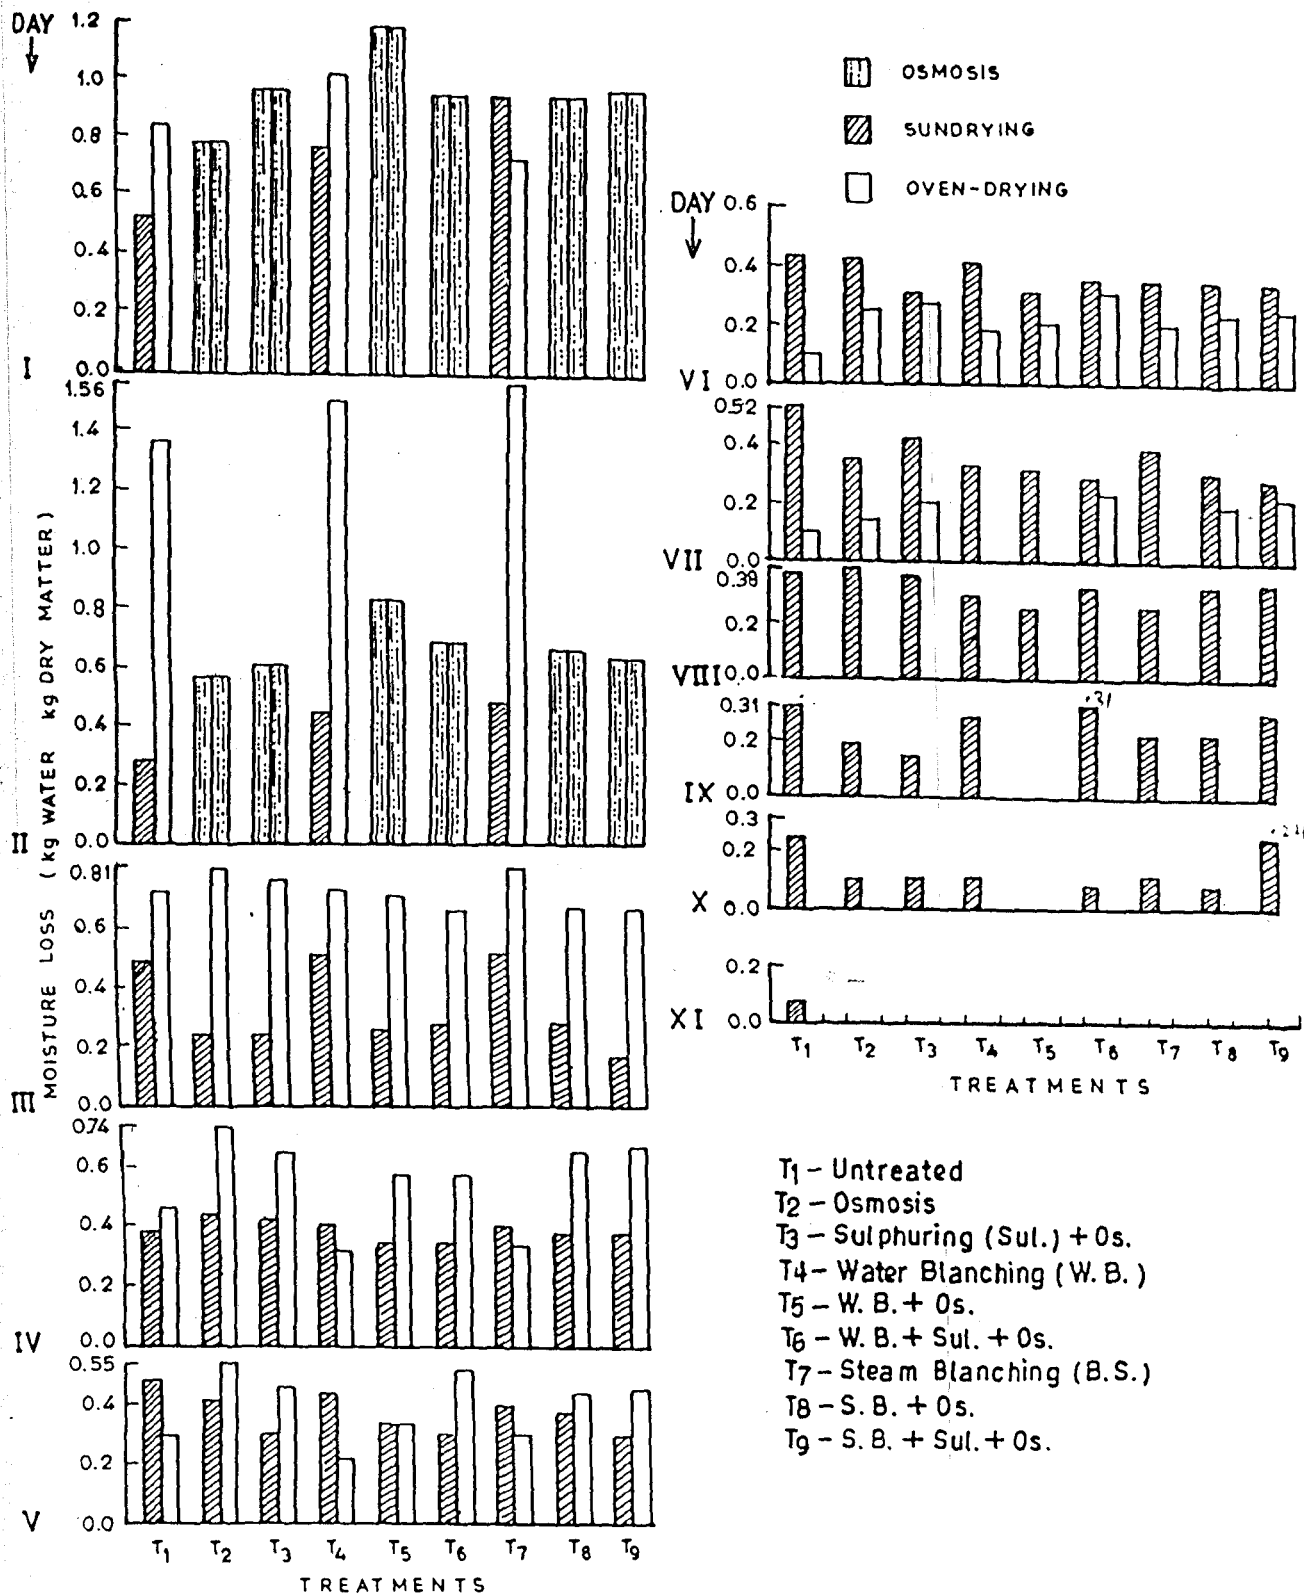 DAY
1.2
1.0
0.8
0.6
0.4
0.2
0.0
I
1.56
1.4
1.2
1.0
0.8
0.6
0.4
0.2
0.0
II
0.81
0.6
0.4
0.2
0.0
III
0.74
0.6
0.4
0.2
0.0
IV
0.55
0.4
0.2
0.0
V
MOISTURE LOSS (kg WATER kg DRY MATTER)
T1 T2 T3 T4 T5 T6 T7 T8 T9
TREATMENTS
OSMOSIS
SUNDRYING
OVEN-DRYING
DAY
0.6
0.4
0.2
0.0
VI
0.52
0.4
0.2
0.0
VII
0.39
0.2
0.0
VIII
0.31
0.2
0.0
IX
.31
0.3
0.2
0.0
X
0.2
0.0
XI
T1 T2 T3 T4 T5 T6 T7 T8 T9
TREATMENTS
T1 – Untreated
T2 – Osmosis
T3 – Sulphuring (Sul.) + Os.
T4 – Water Blanching (W. B.)
T5 – W. B. + Os.
T6 – W. B. + Sul. + Os.
T7 – Steam Blanching (B.S.)
T8 – S. B. + Os.
T9 – S. B. + Sul. + Os.